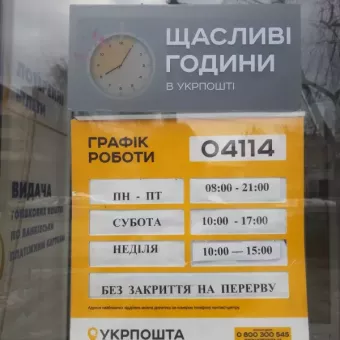 ЩАСЛИВІ
ГОДИНИ
В УКРПОШТІ
ГРАФІК
РОБОТИ
04114
ПН - ПТ
08:00 - 21:00
СУБОТА
10:00 - 17:00
НЕДІЛЯ
10:00 — 15:00
БЕЗ ЗАКРИТТЯ НА ПЕРЕРВУ
УКРПОШТА
0 800 300 545
ВИДАЧА